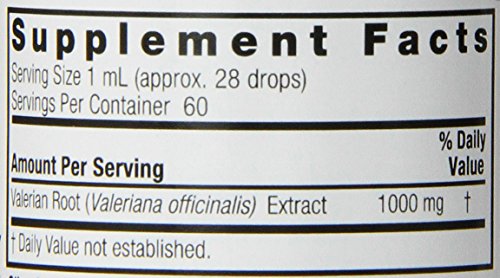 Supplement Facts
Serving Size 1 mL (approx. 28 drops)
Servings Per Container 60
% Daily
Amount Per Serving Value
Valerian Root (Valeriana officinalis) Extract 1000 mg †
† Daily Value not established.